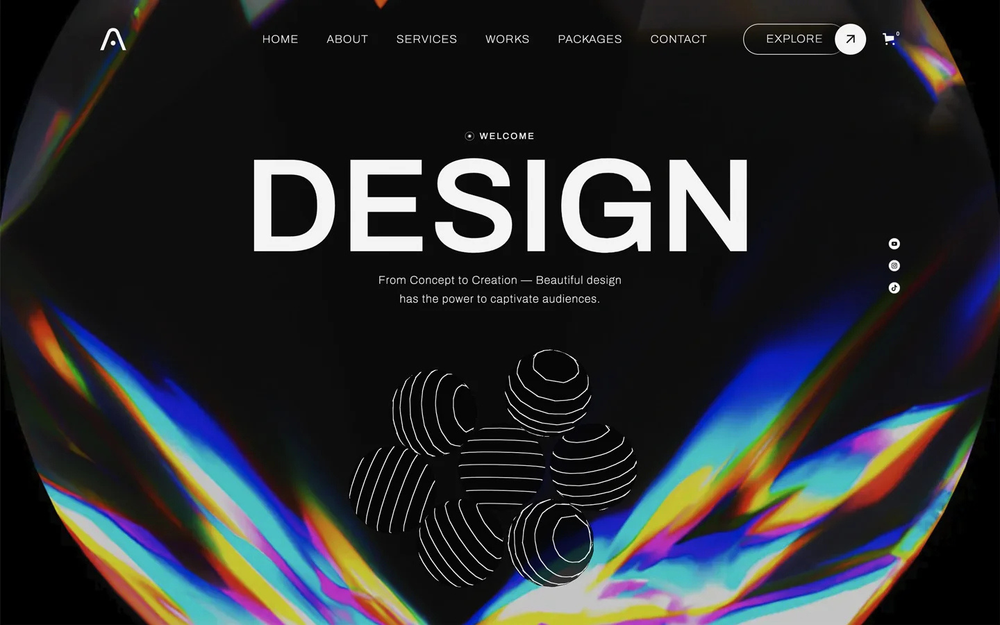 HOME
ABOUT
SERVICES
WORKS
PACKAGES
CONTACT
EXPLORE
0
WELCOME
DESIGN
From Concept to Creation — Beautiful design
has the power to captivate audiences.